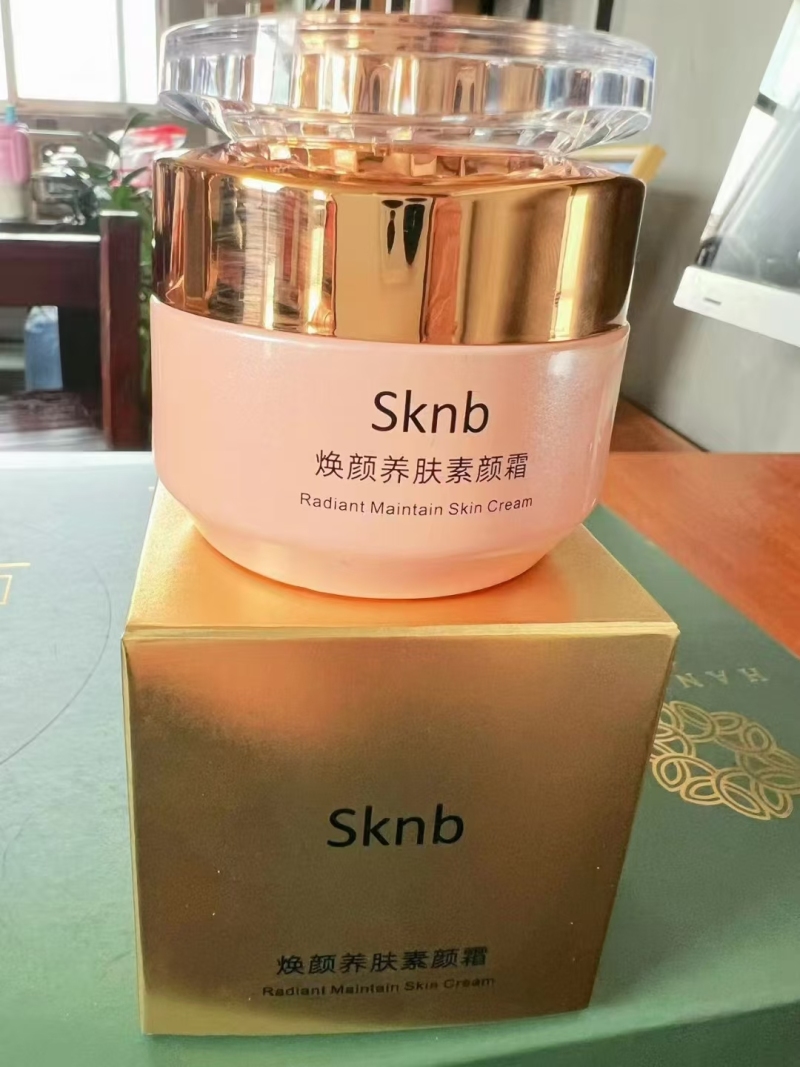 Sknb
焕颜养肤素颜霜
Radiant Maintain Skin Cream
Sknb
焕颜养肤素颜霜
Radiant Maintain Skin Cream
HAN